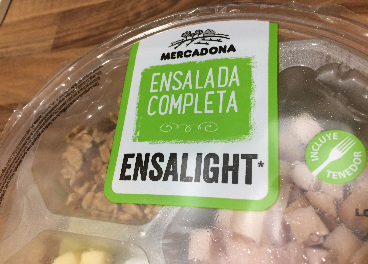 MERCADONA
ENSALADA
COMPLETA
ENSALIGHT*
INCLUYE
TENEDOR